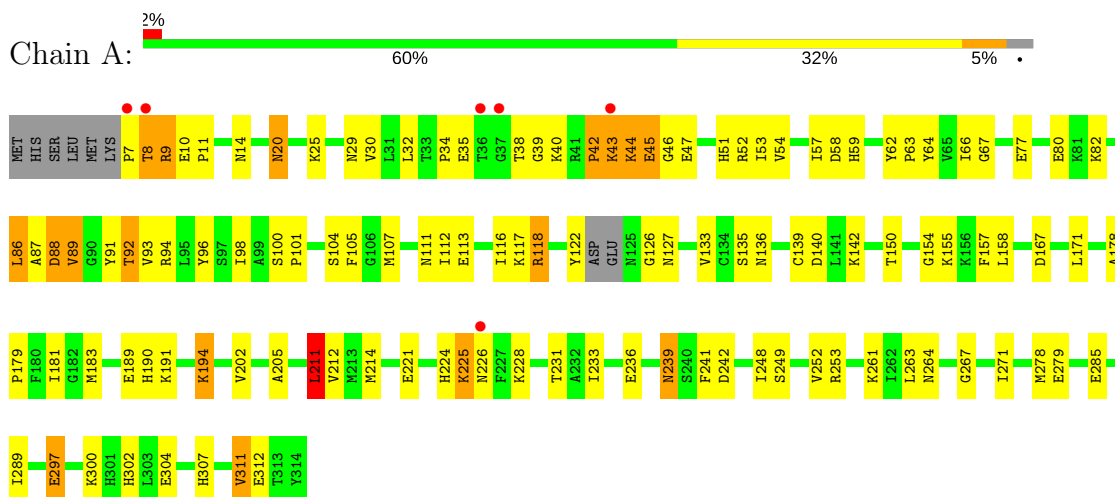 2%
Chain A:
60% 32% 5% •
MET HIS SER LEU MET LYS P7 T8 R9 E10 P11 N14 N20 K25 N29 V30 L31 L32 T33 P34 E35 T36 G37 T38 G39 K40 R41 P42 K43 K44 E45 G46 E47 H51 R52 I53 V54 I57 D58 H59 Y62 P63 Y64 V65 I66 G67 E77 E80 K81 K82
L86 A87 D88 V89 G90 Y91 T92 V93 R94 L95 Y96 S97 I98 A99 S100 P101 S104 F105 G106 M107 N111 I112 E113 I116 K117 R118 Y122 ASP GLU N125 G126 N127 V133 C134 S135 N136 C139 D140 L141 K142 T150 G154 K155 K156 F157 L158 D167 L171 A178
P179 F180 I181 G182 M183 E189 H190 K191 K194 V202 A205 L211 V212 M213 M214 E221 H224 K225 N226 F227 K228 T231 A232 I233 E236 N239 S240 F241 D242 I248 S249 V252 R253 K261 I262 L263 N264 G267 I271 M278 E279 E285
I289 E297 K300 H301 H302 L303 E304 H307 V311 E312 T313 Y314